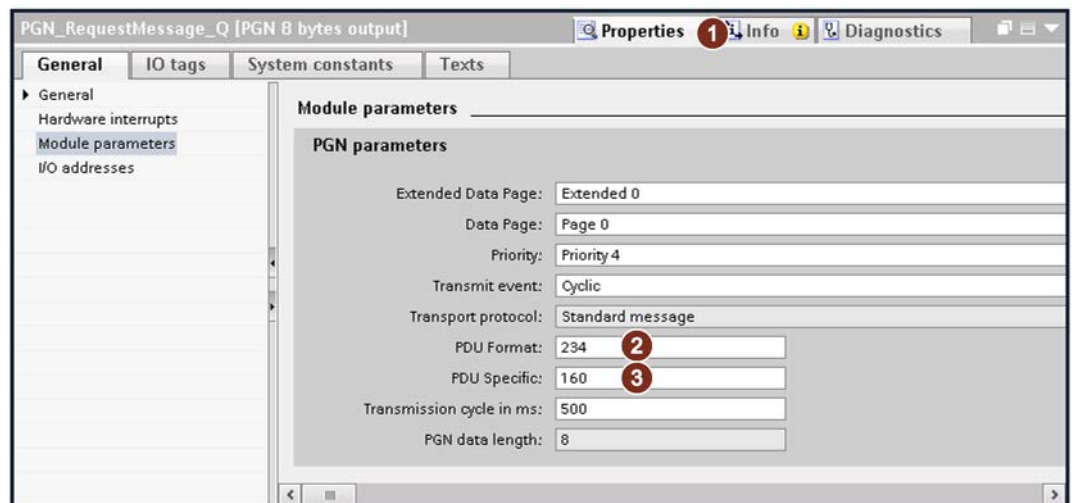 PGN_RequestMessage_Q [PGN 8 bytes output] Properties 1 Info Diagnostics
General IO tags System constants Texts
General
Hardware interrupts
Module parameters
I/O addresses
Module parameters
PGN parameters
Extended Data Page: Extended 0
Data Page: Page 0
Priority: Priority 4
Transmit event: Cyclic
Transport protocol: Standard message
PDU Format: 234 2
PDU Specific: 160 3
Transmission cycle in ms: 500
PGN data length: 8